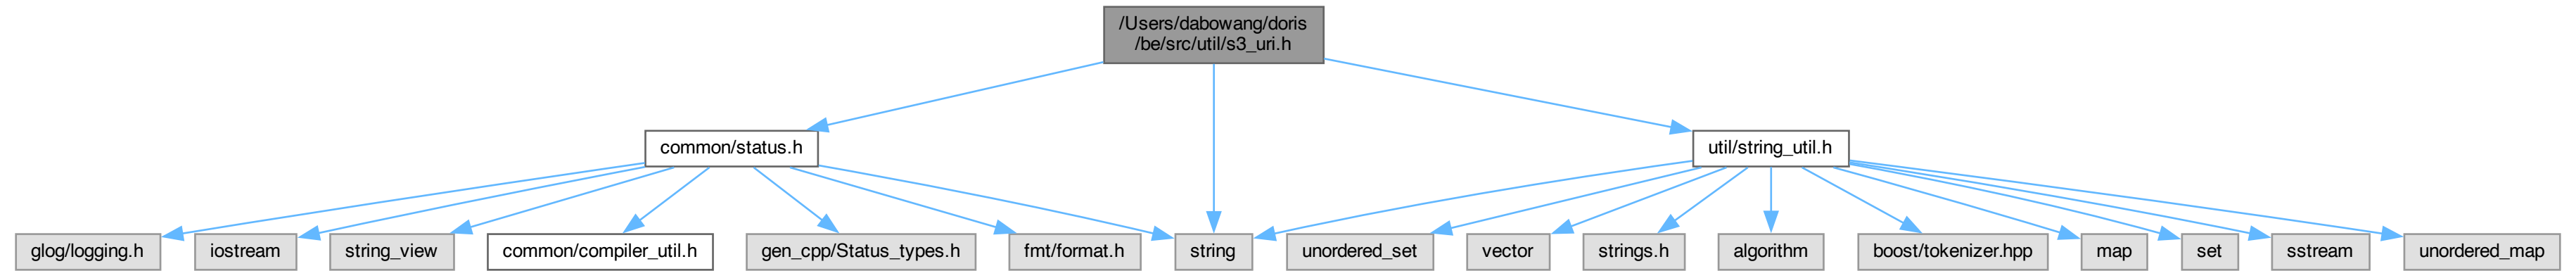 /Users/dabowang/doris
/be/src/util/s3_uri.h
common/status.h
util/string_util.h
glog/logging.h
iostream
string_view
common/compiler_util.h
gen_cpp/Status_types.h
fmt/format.h
string
unordered_set
vector
strings.h
algorithm
boost/tokenizer.hpp
map
set
sstream
unordered_map